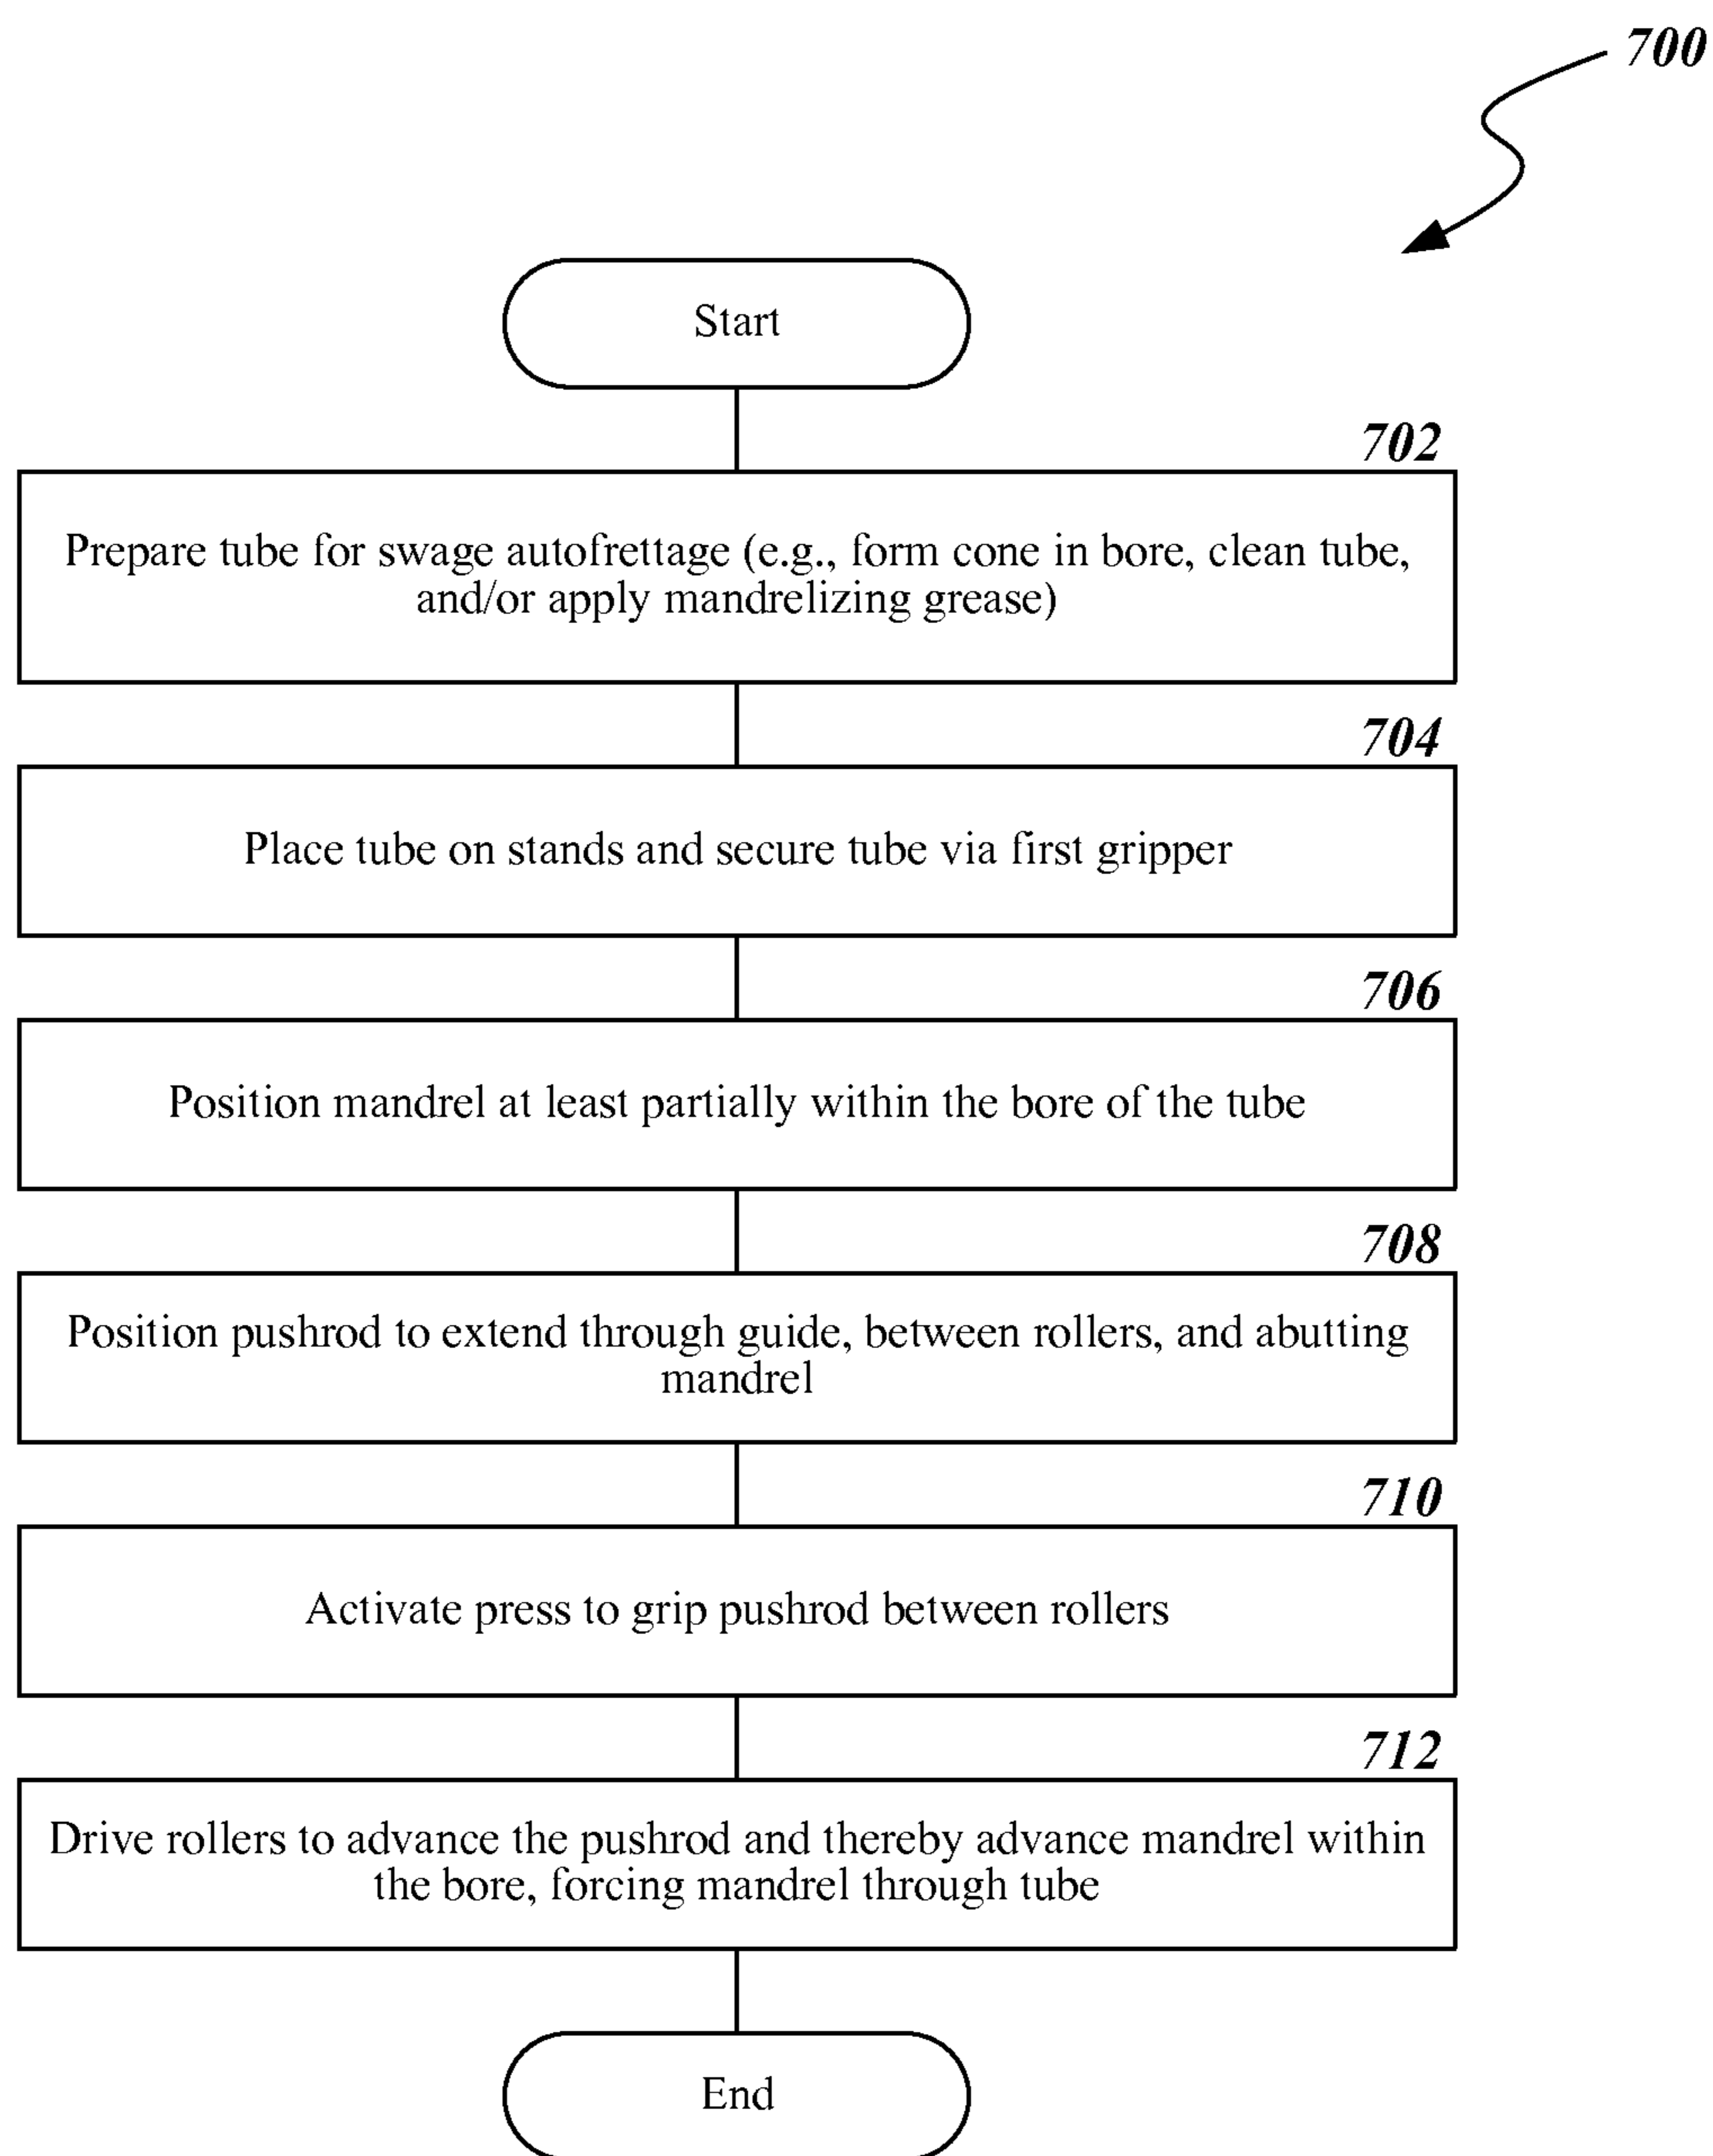 700
Start
702
Prepare tube for swage autofrettage (e.g., form cone in bore, clean tube,
and/or apply mandrelizing grease)
704
Place tube on stands and secure tube via first gripper
706
Position mandrel at least partially within the bore of the tube
708
Position pushrod to extend through guide, between rollers, and abutting
mandrel
710
Activate press to grip pushrod between rollers
712
Drive rollers to advance the pushrod and thereby advance mandrel within
the bore, forcing mandrel through tube
End